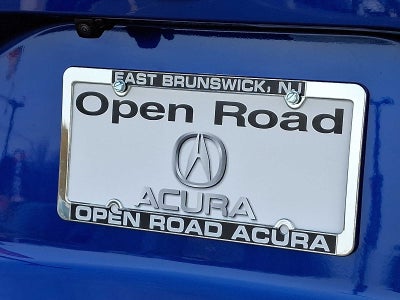 EAST BRUNSWICK, NJ
Open Road
ACURA
OPEN ROAD ACURA